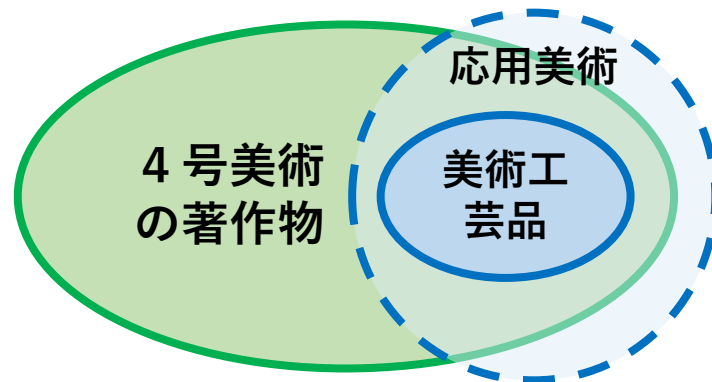 応用美術
４号美術
の著作物
美術工
芸品